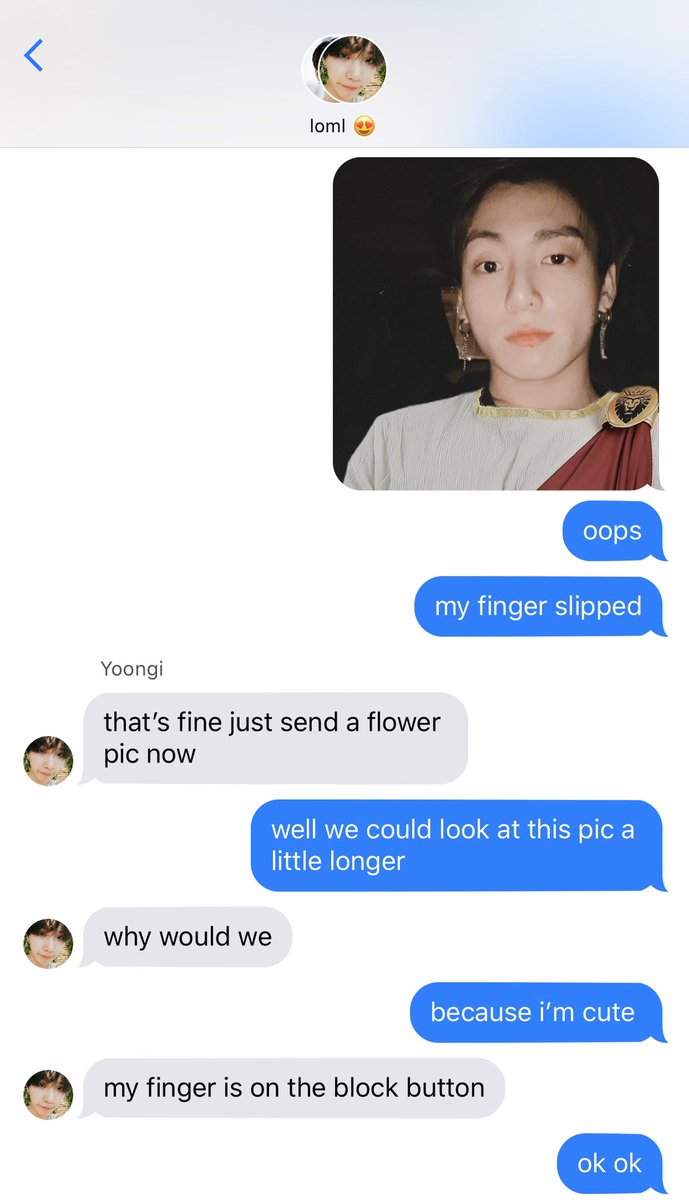 loml 😍
oops
my finger slipped
Yoongi
that’s fine just send a flower
pic now
well we could look at this pic a
little longer
why would we
because i’m cute
my finger is on the block button
ok ok